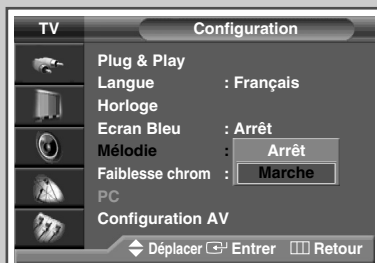 TV
Configuration
Plug & Play
Langue : Français
Horloge
Ecran Bleu : Arrêt
Mélodie : Arrêt
Faiblesse chrom : Marche
PC
Configuration AV
Déplacer Entrer Retour